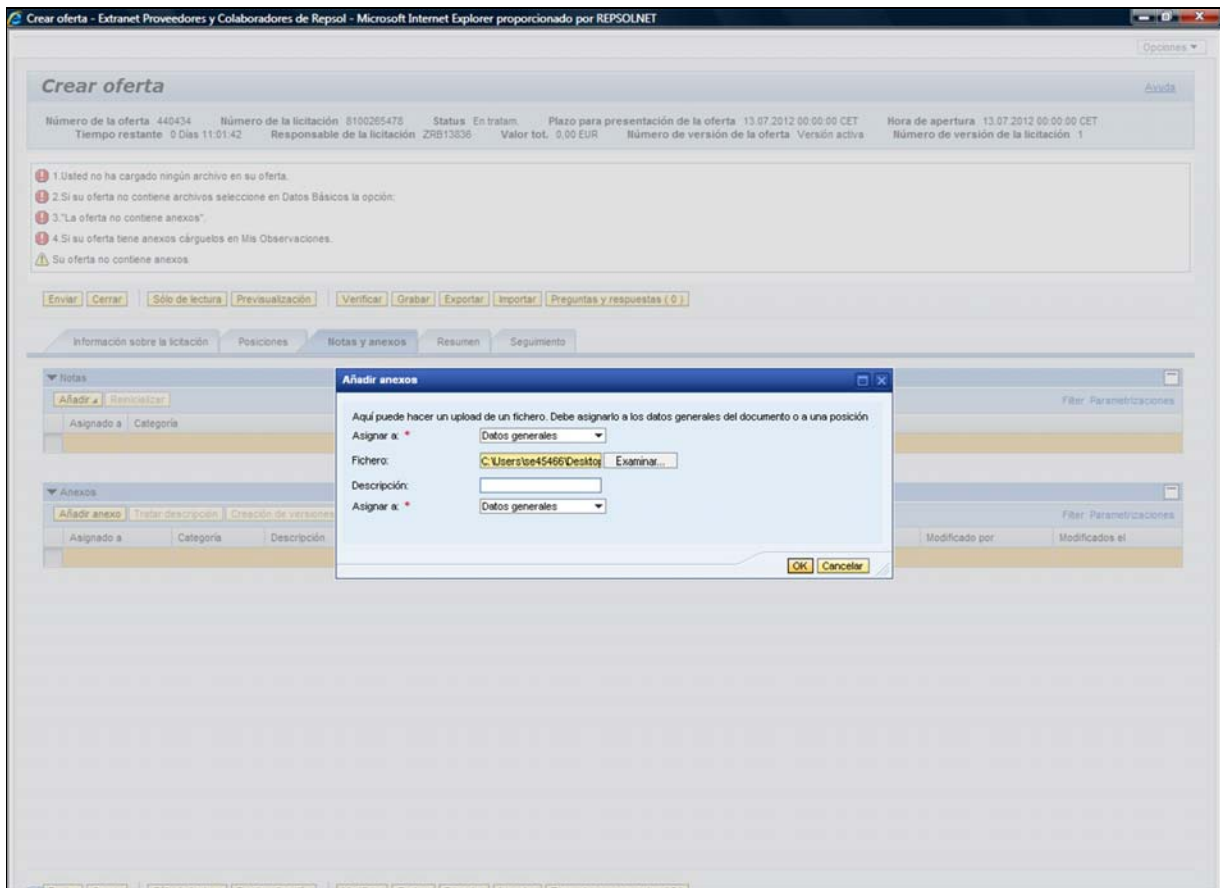 Crear oferta - Extranet Proveedores y Colaboradores de Repsol - Microsoft Internet Explorer proporcionado por REPSOLNET
Opciones
Crear oferta
Ayuda
Número de la oferta 440434 Número de la licitación 8100265478 Status En tratam. Plazo para presentación de la oferta 13.07.2012 00:00:00 CET Hora de apertura 13.07.2012 00:00:00 CET
Tiempo restante 0 Días 11:01:42 Responsable de la licitación ZRB13836 Valor tot. 0,00 EUR Número de versión de la oferta Versión activa Número de versión de la licitación 1
1.Usted no ha cargado ningún archivo en su oferta.
2.Si su oferta no contiene archivos seleccione en Datos Básicos la opción:
3."La oferta no contiene anexos".
4.Si su oferta tiene anexos cárguelos en Mis Observaciones.
Su oferta no contiene anexos
Enviar Cerrar Sólo de lectura Previsualización Verificar Grabar Exportar Importar Preguntas y respuestas ( 0 )
Información sobre la licitación Posiciones Notas y anexos Resumen Seguimiento
Notas
Añadir Reinicializar
Filter Parametrizaciones
Asignado a Categoría
Anexos
Añadir anexo Tratar descripción Creación de versiones
Filter Parametrizaciones
Asignado a Categoría Descripción
Modificado por Modificados el
Añadir anexos
Aquí puede hacer un upload de un fichero. Debe asignarlo a los datos generales del documento o a una posición
Asignar a: * Datos generales
Fichero: C:\Users\se45466\Desktop Examinar...
Descripción:
Asignar a: * Datos generales
OK Cancelar